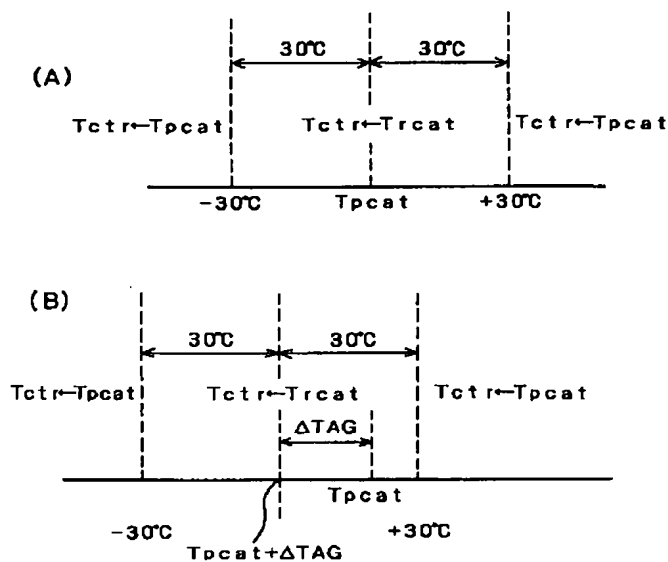 (A)
30℃ 30℃
Tctr←Tpcat Tctr←Trcat Tctr←Tpcat
-30℃ Tpcat +30℃
(B)
30℃ 30℃
Tctr←Tpcat Tctr←Trcat Tctr←Tpcat
ΔTAG
Tpcat
-30℃ +30℃
Tpcat+ΔTAG